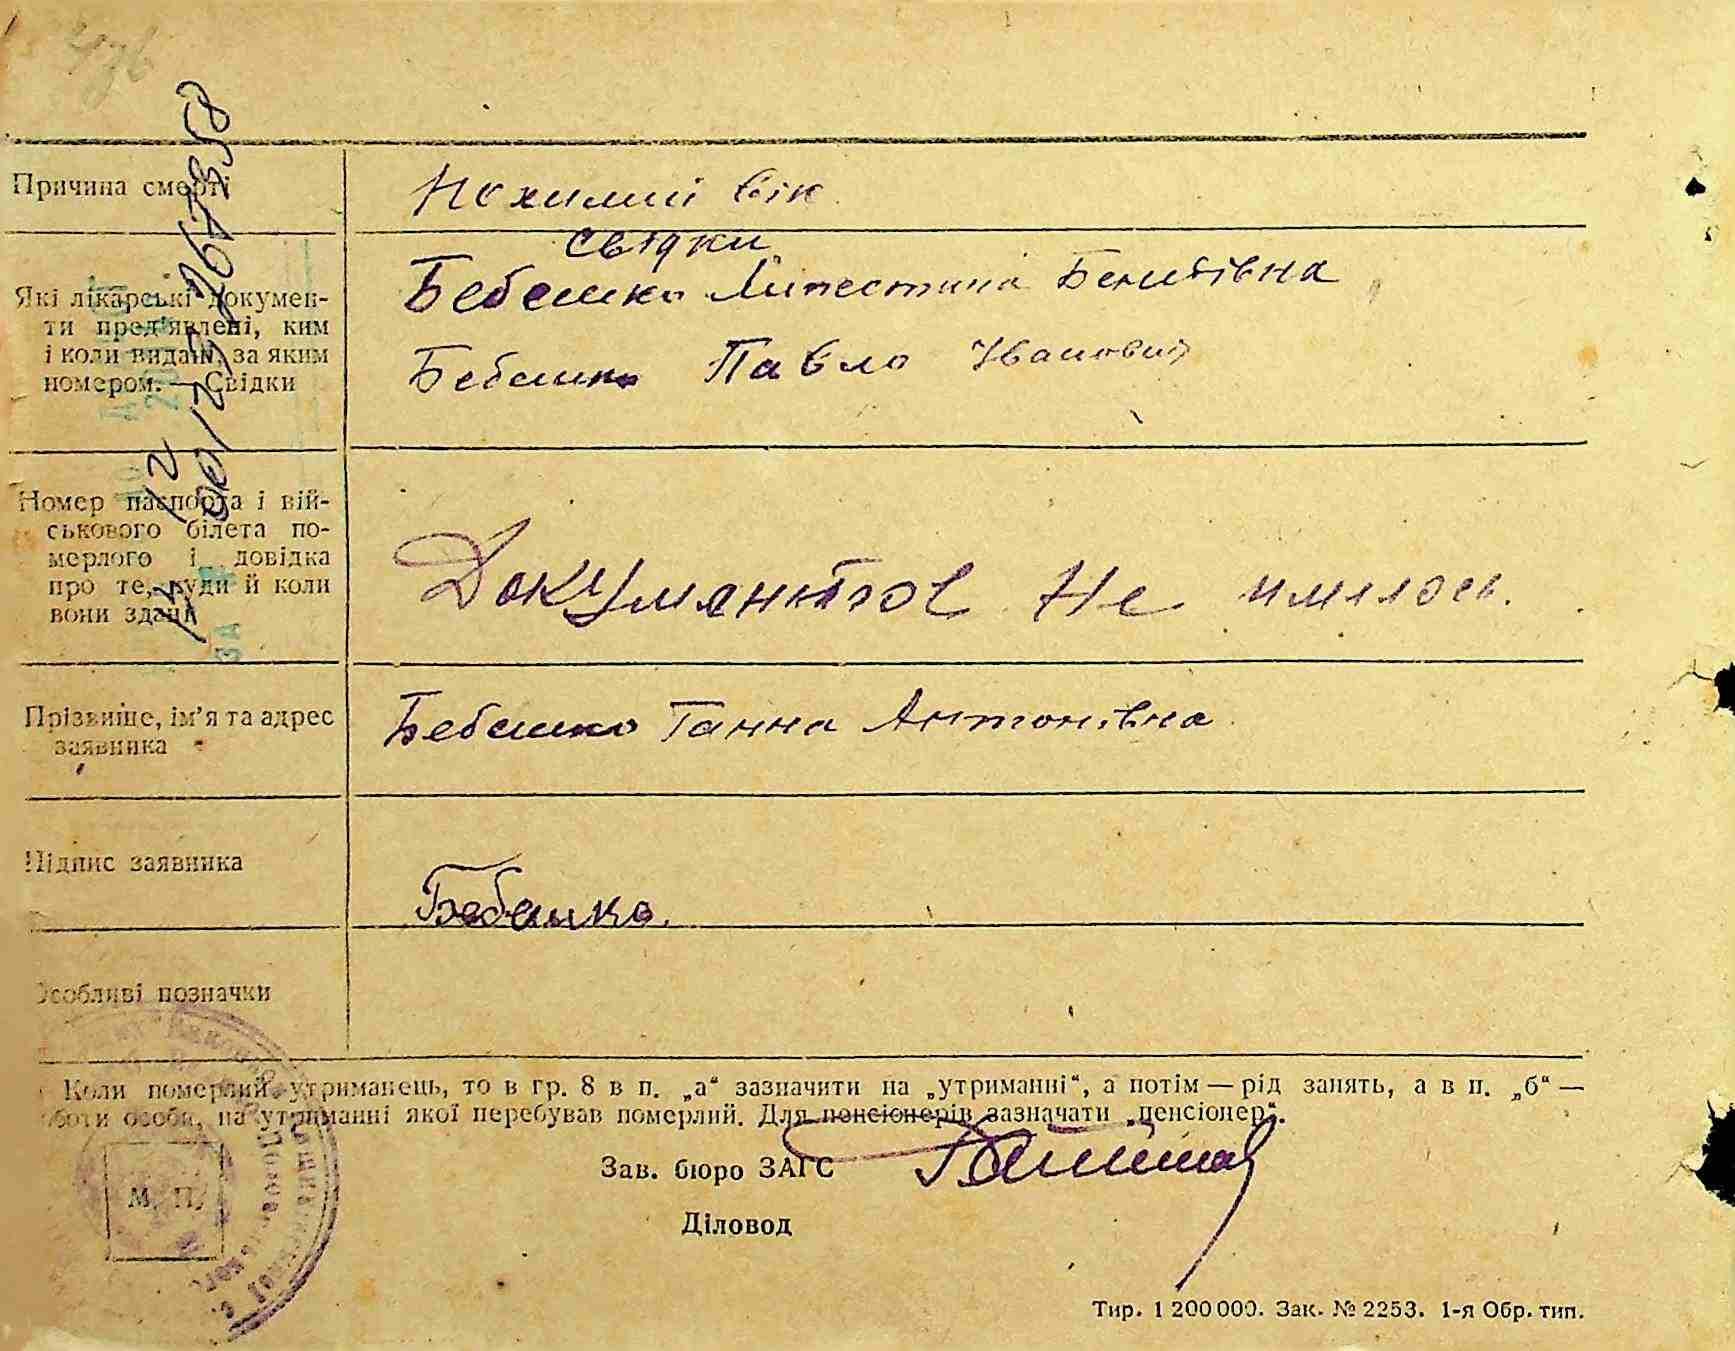 Причина смерті
Похилий вік
Які лікарські докумен-
ти пред'явлені, ким
і коли видані, за яким
номером. — Свідки
свідки
Бебешко
Бебешко Павло Іванович
Номер паспорта і вій-
ськового білета по-
мерлого і довідка
про те, куди й коли
вони здані
Документов не имелось.
Прізвище, ім'я та адрес
заявника
Бебешко Ганна Антонівна
Підпис заявника
Бебешко.
Особливі позначки
Коли померлий утриманець, то в гр. 8 в п. „а“ зазначити на „утриманні“, а потім — рід занять, а в п. „б“ —
боти особи, на утриманні якої перебував померлий. Для пенсіонерів зазначати „пенсіонер“.
Зав. бюро ЗАГС
М. П.
Діловод
Тир. 1 200 000. Зак. № 2253. 1-я Обр. тип.